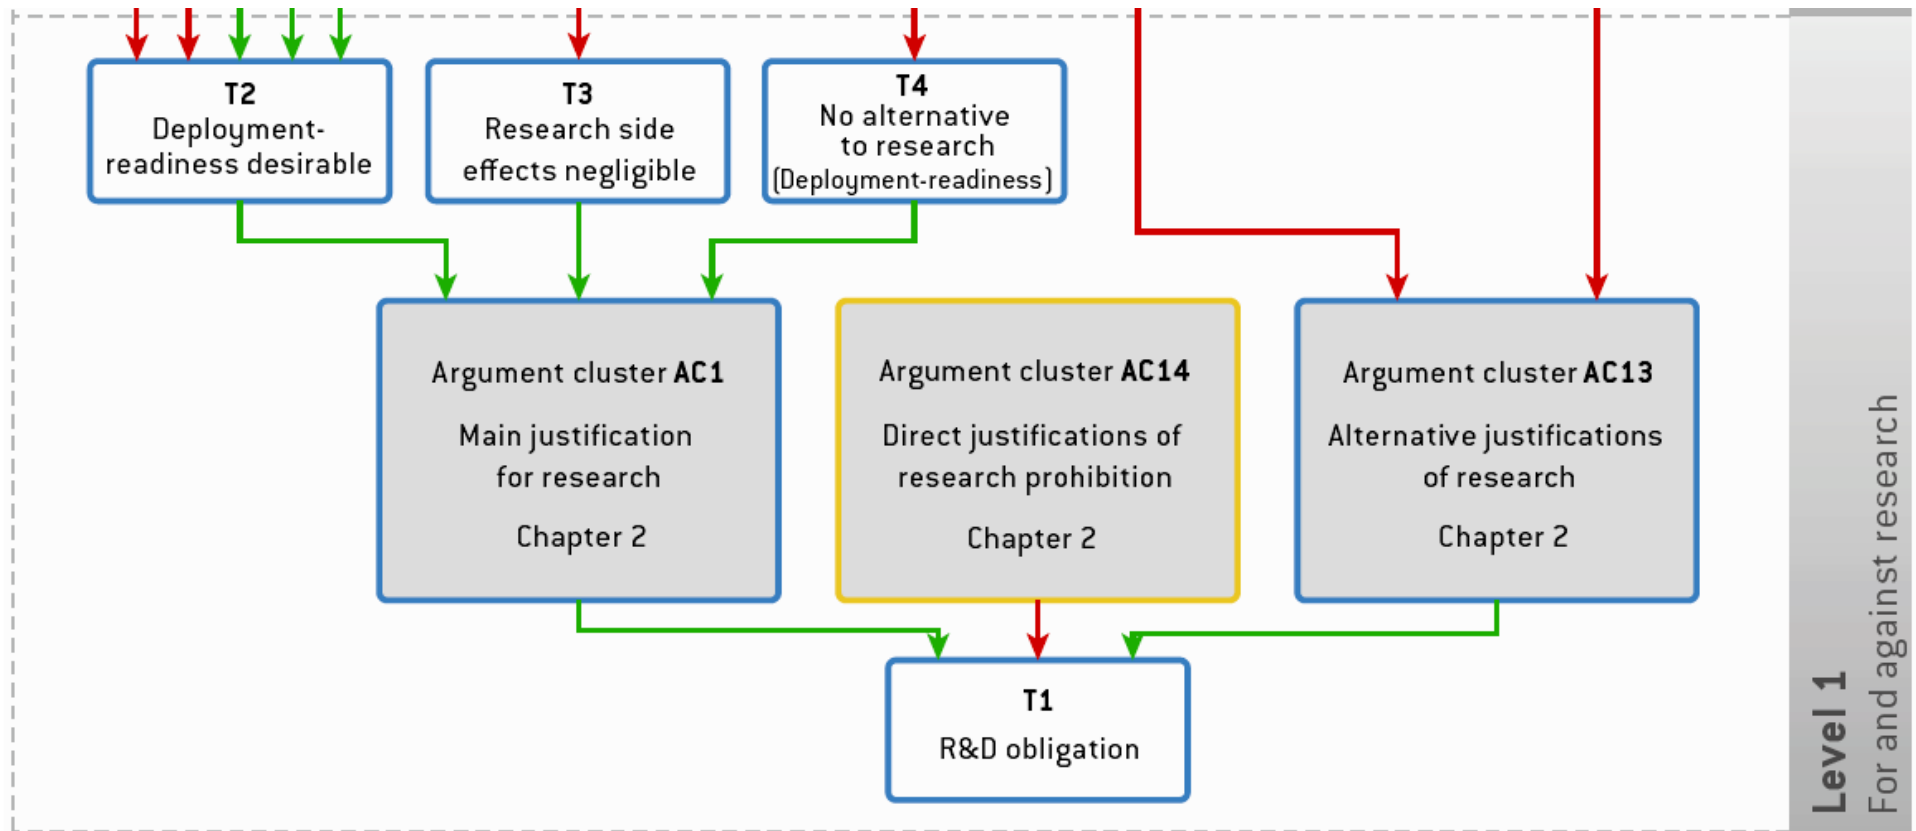 T2
Deployment-
readiness desirable
T3
Research side
effects negligible
T4
No alternative
to research
(Deployment-readiness)
Argument cluster AC1
Main justification
for research
Chapter 2
Argument cluster AC14
Direct justifications of
research prohibition
Chapter 2
Argument cluster AC13
Alternative justifications
of research
Chapter 2
T1
R&D obligation
Level 1
For and against research